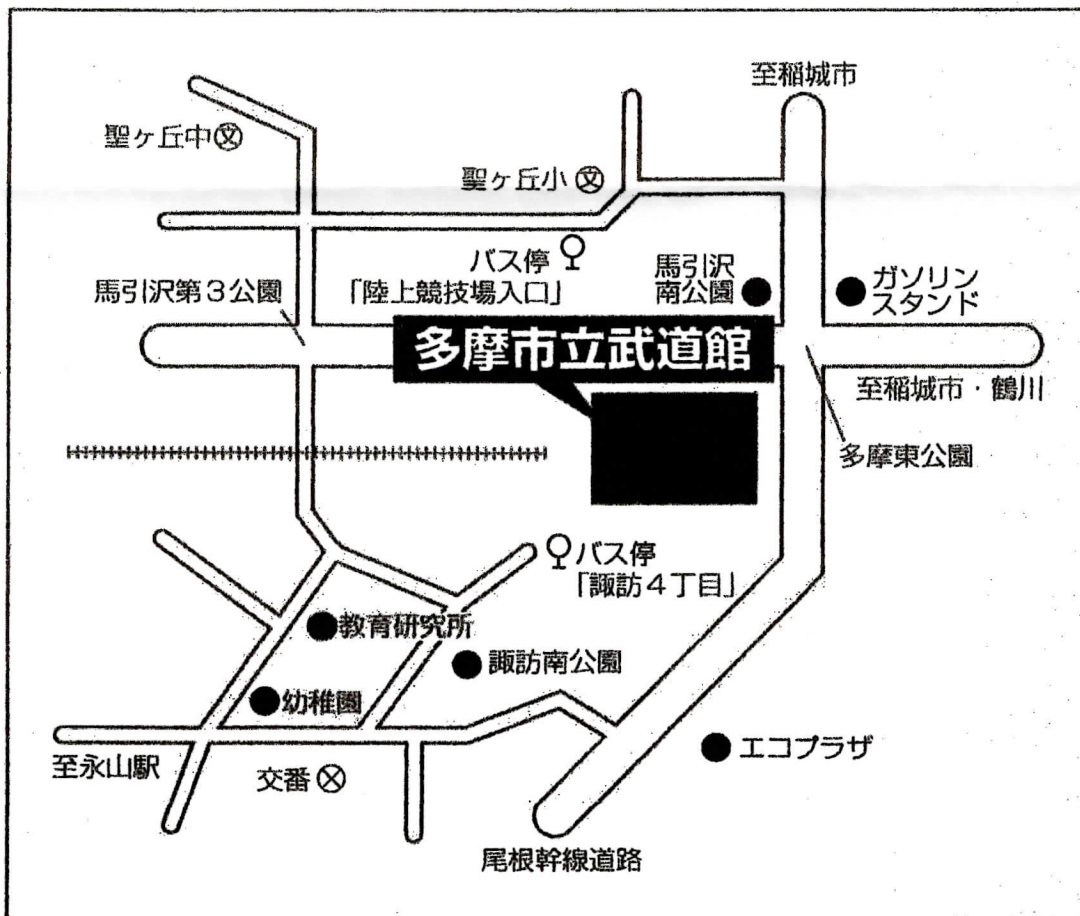 至稲城市
聖ヶ丘中
聖ヶ丘小
バス停
「陸上競技場入口」
馬引沢
南公園
ガソリン
スタンド
馬引沢第3公園
多摩市立武道館
至稲城市・鶴川
多摩東公園
バス停
「諏訪4丁目」
教育研究所
諏訪南公園
幼稚園
至永山駅
交番
エコプラザ
尾根幹線道路